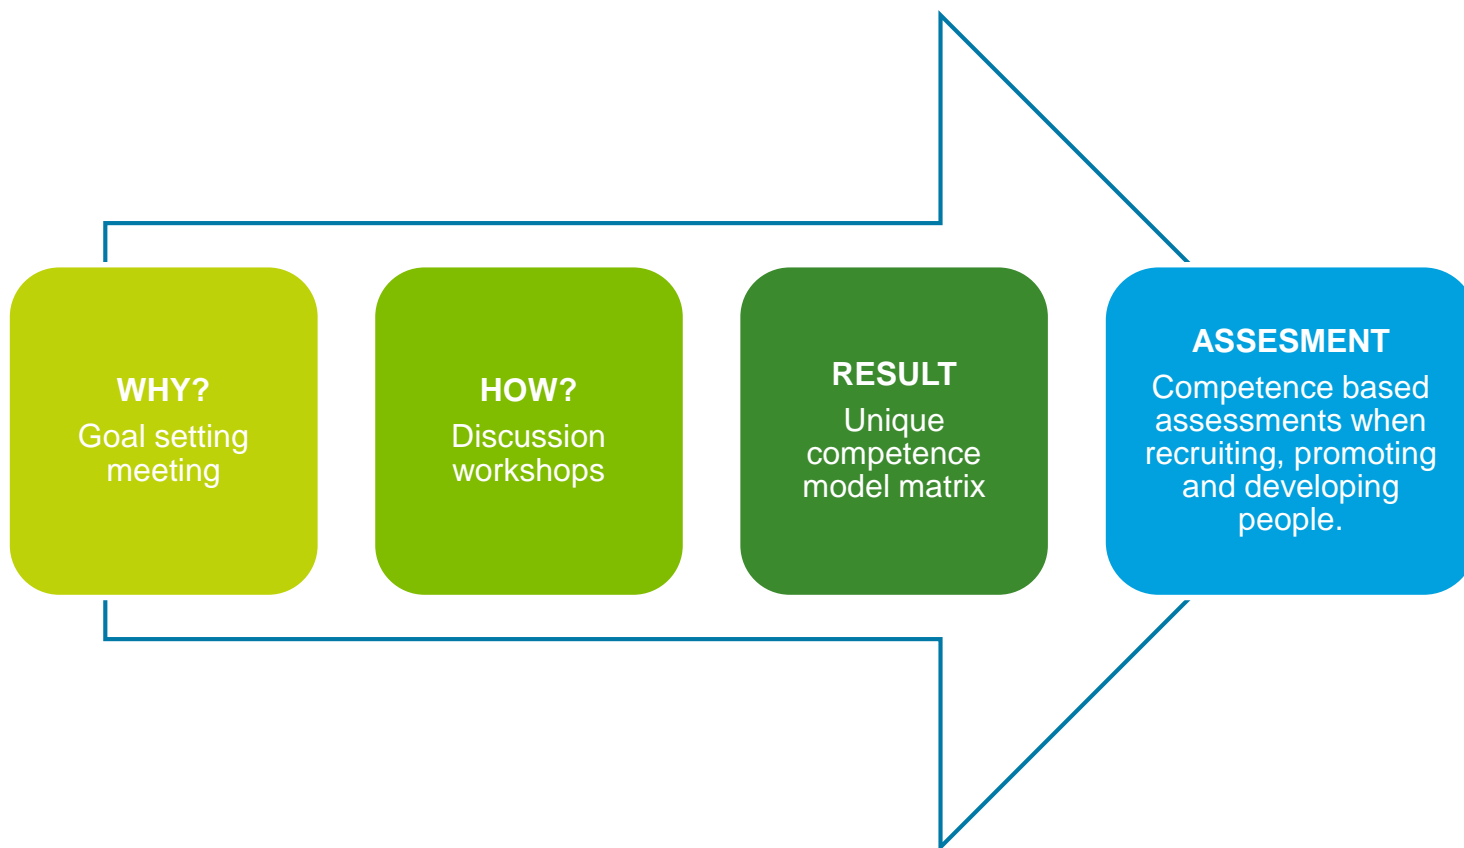 WHY?
Goal setting
meeting
HOW?
Discussion
workshops
RESULT
Unique
competence
model matrix
ASSESMENT
Competence based
assessments when
recruiting, promoting
and developing
people.